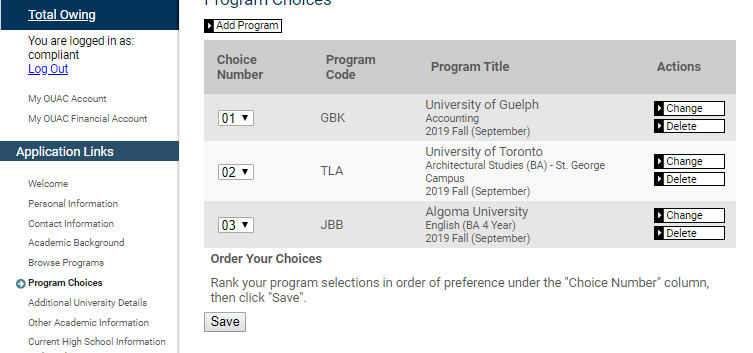 Total Owing
You are logged in as:
compliant
Log Out
My OUAC Account
My OUAC Financial Account
Application Links
Welcome
Personal Information
Contact Information
Academic Background
Browse Programs
Program Choices
Additional University Details
Other Academic Information
Current High School Information
Program Choices
Add Program
Choice Number Program Code Program Title Actions
01 GBK University of Guelph Change
Accounting
2019 Fall (September) Delete
02 TLA University of Toronto Change
Architectural Studies (BA) - St. George
Campus Delete
2019 Fall (September)
03 JBB Algoma University Change
English (BA 4 Year)
2019 Fall (September) Delete
Order Your Choices
Rank your program selections in order of preference under the "Choice Number" column,
then click "Save".
Save